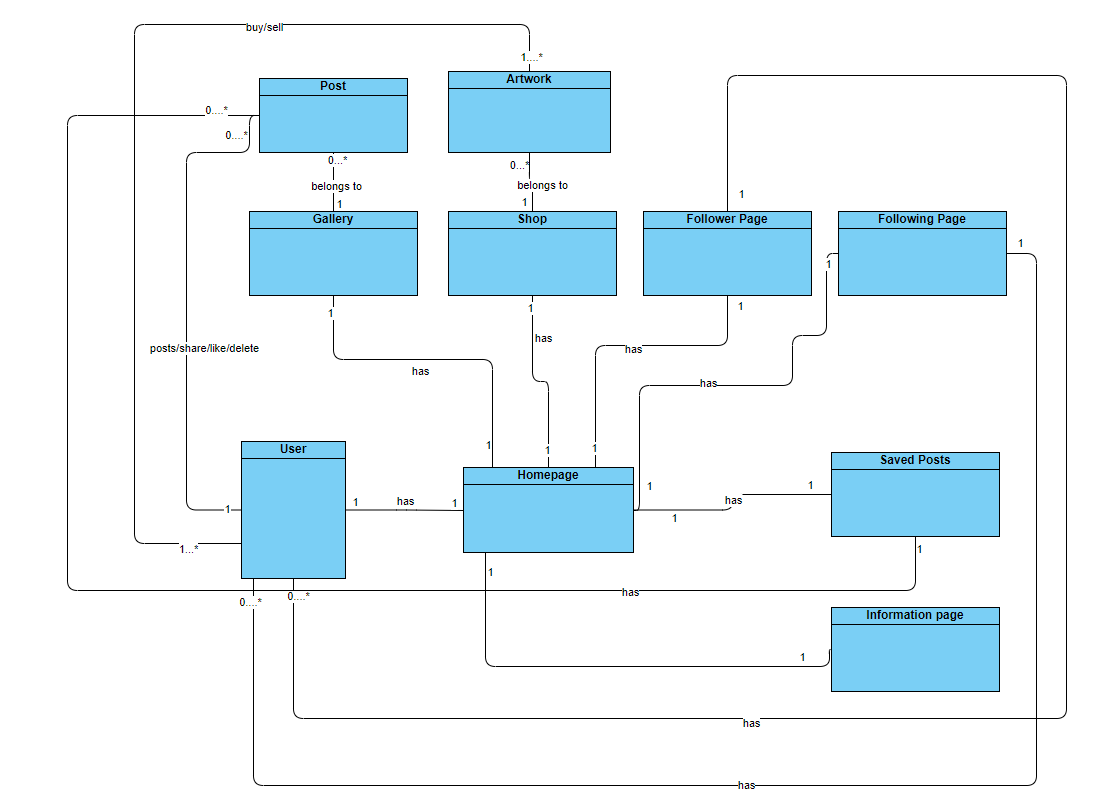 buy/sell
1....*
Post
Artwork
0....*
0....*
0...*
0...*
belongs to
belongs to
1
1
1
Gallery
Shop
Follower Page
Following Page
1
1
1
1
1
has
has
has
has
posts/share/like/delete
1
1
1
User
Homepage
Saved Posts
1
1
has
1
1
has
1
1
1...*
1
1
has
0....*
0....*
Information page
1
has
has